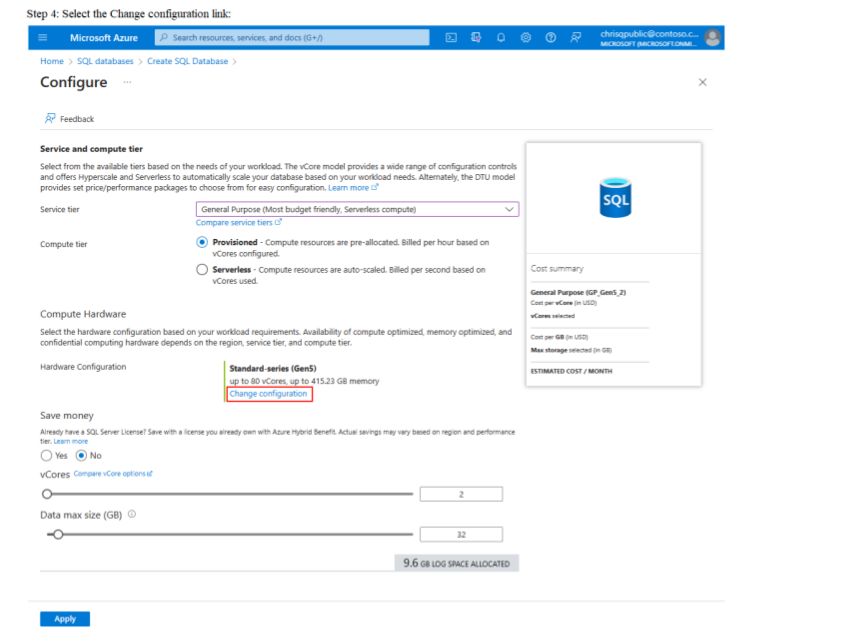 Step 4: Select the Change configuration link:
Microsoft Azure
Search resources, services, and docs (G+/)
chrisqpublic@contoso.c...
MICROSOFT (MICROSOFT.ONMI...
Home > SQL databases > Create SQL Database >
Configure ...
Feedback
Service and compute tier
Select from the available tiers based on the needs of your workload. The vCore model provides a wide range of configuration controls
and offers Hyperscale and Serverless to automatically scale your database based on your workload needs. Alternately, the DTU model
provides set price/performance packages to choose from for easy configuration. Learn more
Service tier
General Purpose (Most budget friendly, Serverless compute)
Compare service tiers
Compute tier
Provisioned - Compute resources are pre-allocated. Billed per hour based on
vCores configured.
Serverless - Compute resources are auto-scaled. Billed per second based on
vCores used.
Compute Hardware
Select the hardware configuration based on your workload requirements. Availability of compute optimized, memory optimized, and
confidential computing hardware depends on the region, service tier, and compute tier.
Hardware Configuration
Standard-series (Gen5)
up to 80 vCores, up to 415.23 GB memory
Change configuration
Save money
Already have a SQL Server License? Save with a license you already own with Azure Hybrid Benefit. Actual savings may vary based on region and performance
tier. Learn more
Yes No
vCores Compare vCore options
2
Data max size (GB)
32
9.6 GB LOG SPACE ALLOCATED
Apply
SQL
Cost summary
General Purpose (GP_Gen5_2)
Cost per vCore (in USD)
vCores selected
Cost per GB (in USD)
Max storage selected (in GB)
ESTIMATED COST / MONTH